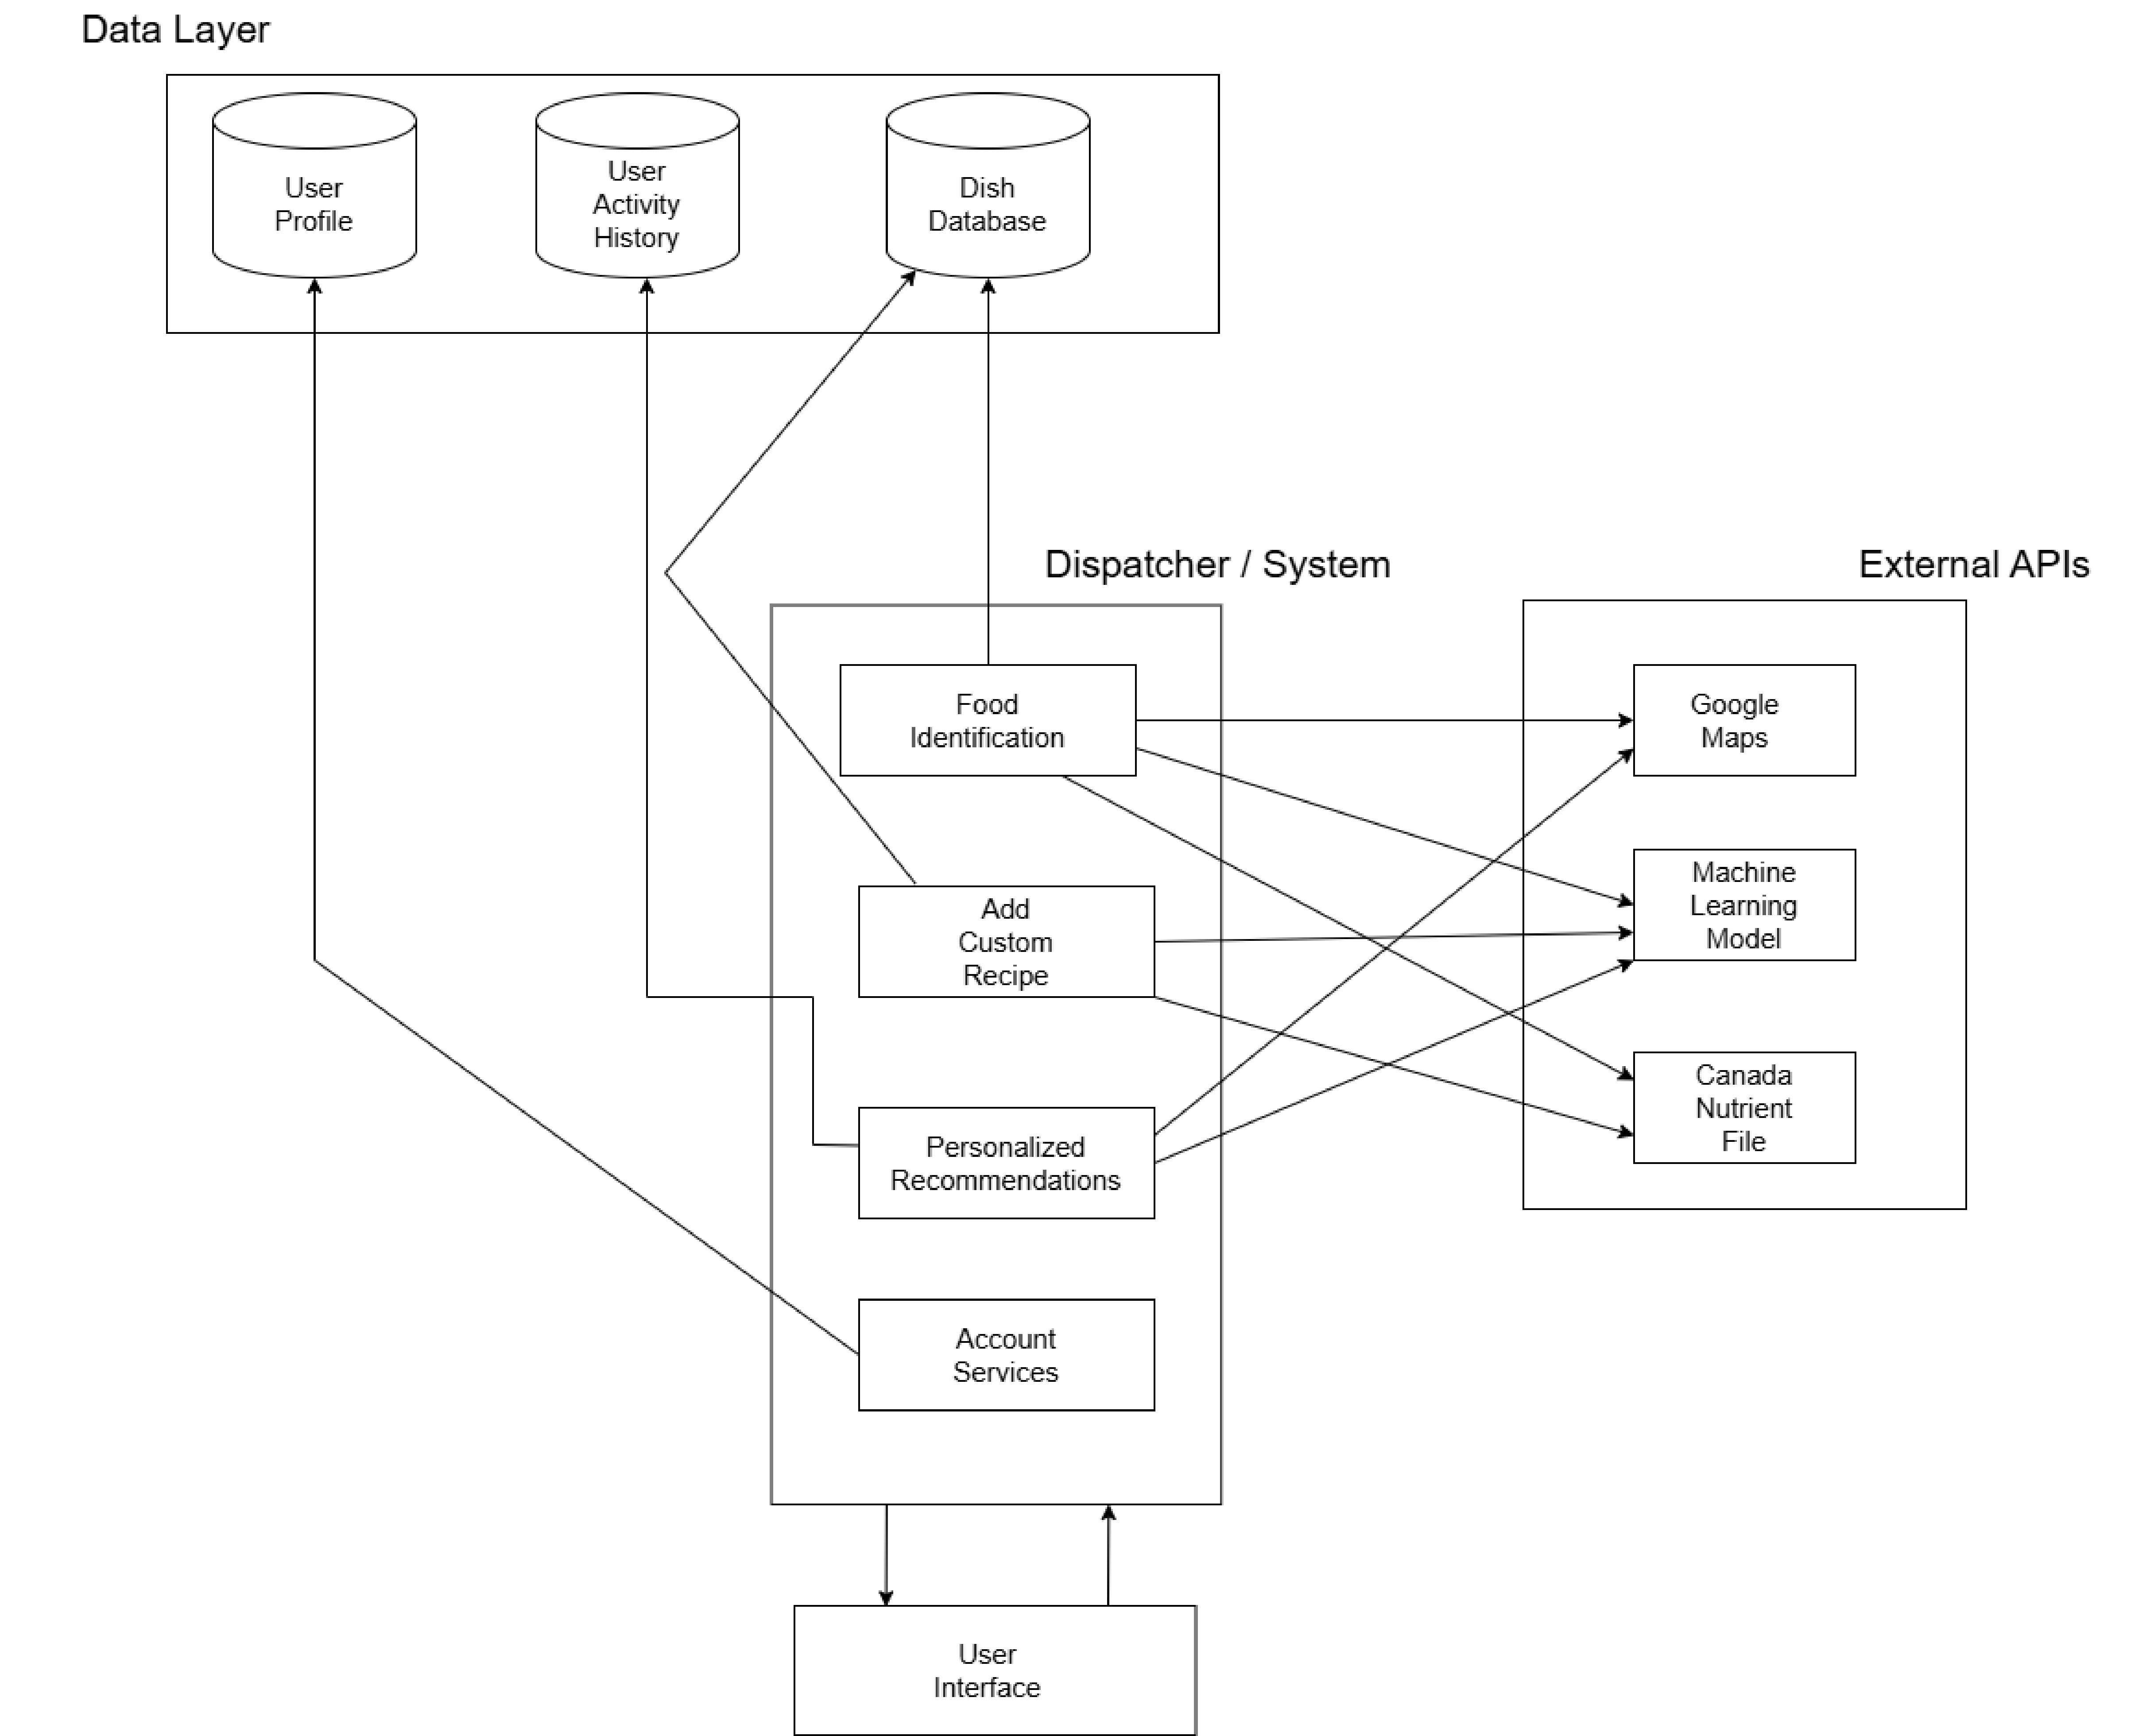 Data Layer
User
Profile
User
Activity
History
Dish
Database
Dispatcher / System
External APIs
Food
Identification
Google
Maps
Machine
Learning
Model
Add
Custom
Recipe
Canada
Nutrient
File
Personalized
Recommendations
Account
Services
User
Interface